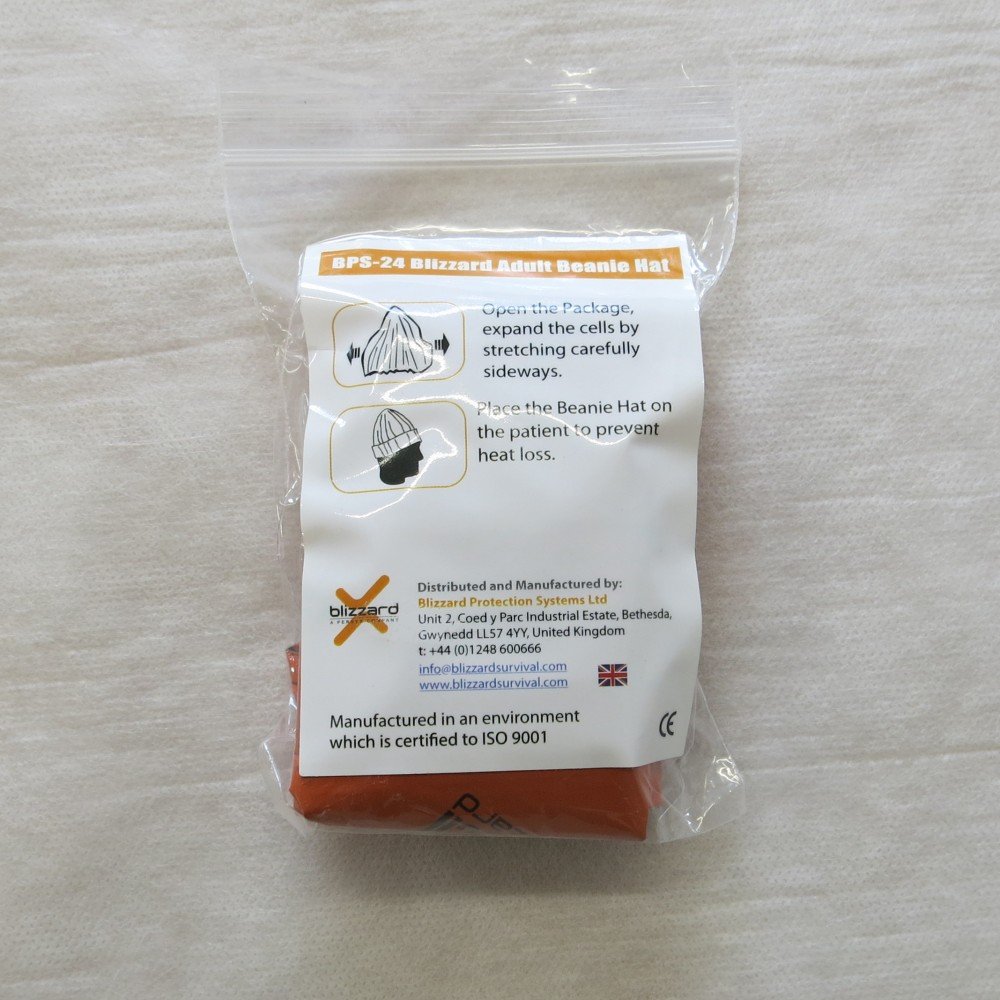 BPS-24 Blizzard Adult Beanie Hat
Open the Package,
expand the cells by
stretching carefully
sideways.
Place the Beanie Hat on
the patient to prevent
heat loss.
blizzard
Distributed and Manufactured by:
Blizzard Protection Systems Ltd
Unit 2, Coed y Parc Industrial Estate, Bethesda,
Gwynedd LL57 4YY, United Kingdom
t: +44 (0)1248 600666
info@blizzardsurvival.com
www.blizzardsurvival.com
Manufactured in an environment
which is certified to ISO 9001
CE